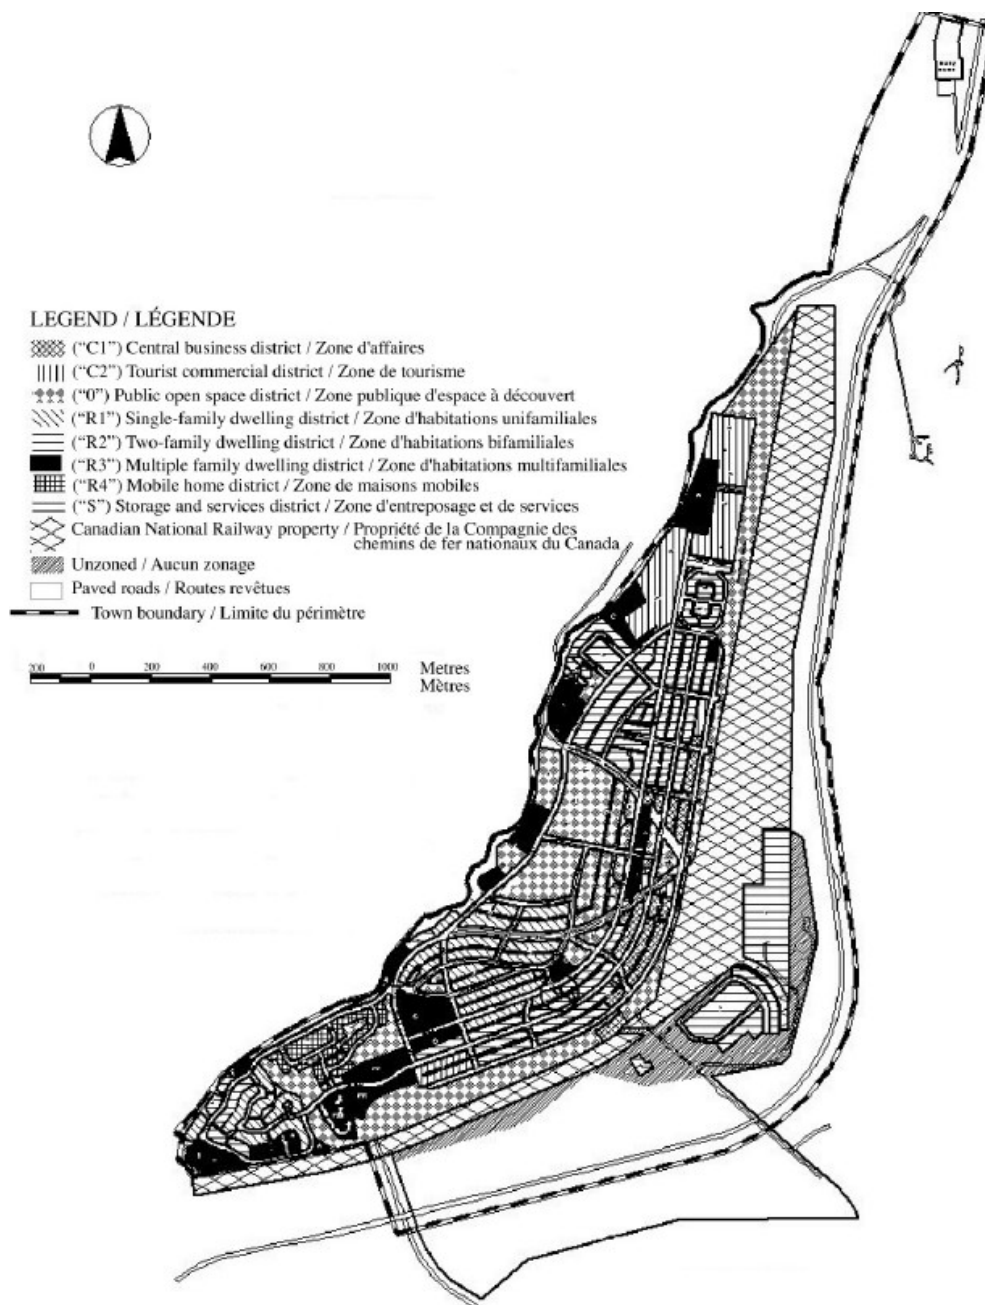 LEGEND / LÉGENDE
("C1") Central business district / Zone d'affaires
("C2") Tourist commercial district / Zone de tourisme
("0") Public open space district / Zone publique d'espace à découvert
("R1") Single-family dwelling district / Zone d'habitations unifamiliales
("R2") Two-family dwelling district / Zone d'habitations bifamiliales
("R3") Multiple family dwelling district / Zone d'habitations multifamiliales
("R4") Mobile home district / Zone de maisons mobiles
("S") Storage and services district / Zone d'entreposage et de services
Canadian National Railway property / Propriété de la Compagnie des
chemins de fer nationaux du Canada
Unzoned / Aucun zonage
Paved roads / Routes revêtues
Town boundary / Limite du périmètre
200 0 200 400 600 800 1000 Metres
Mètres